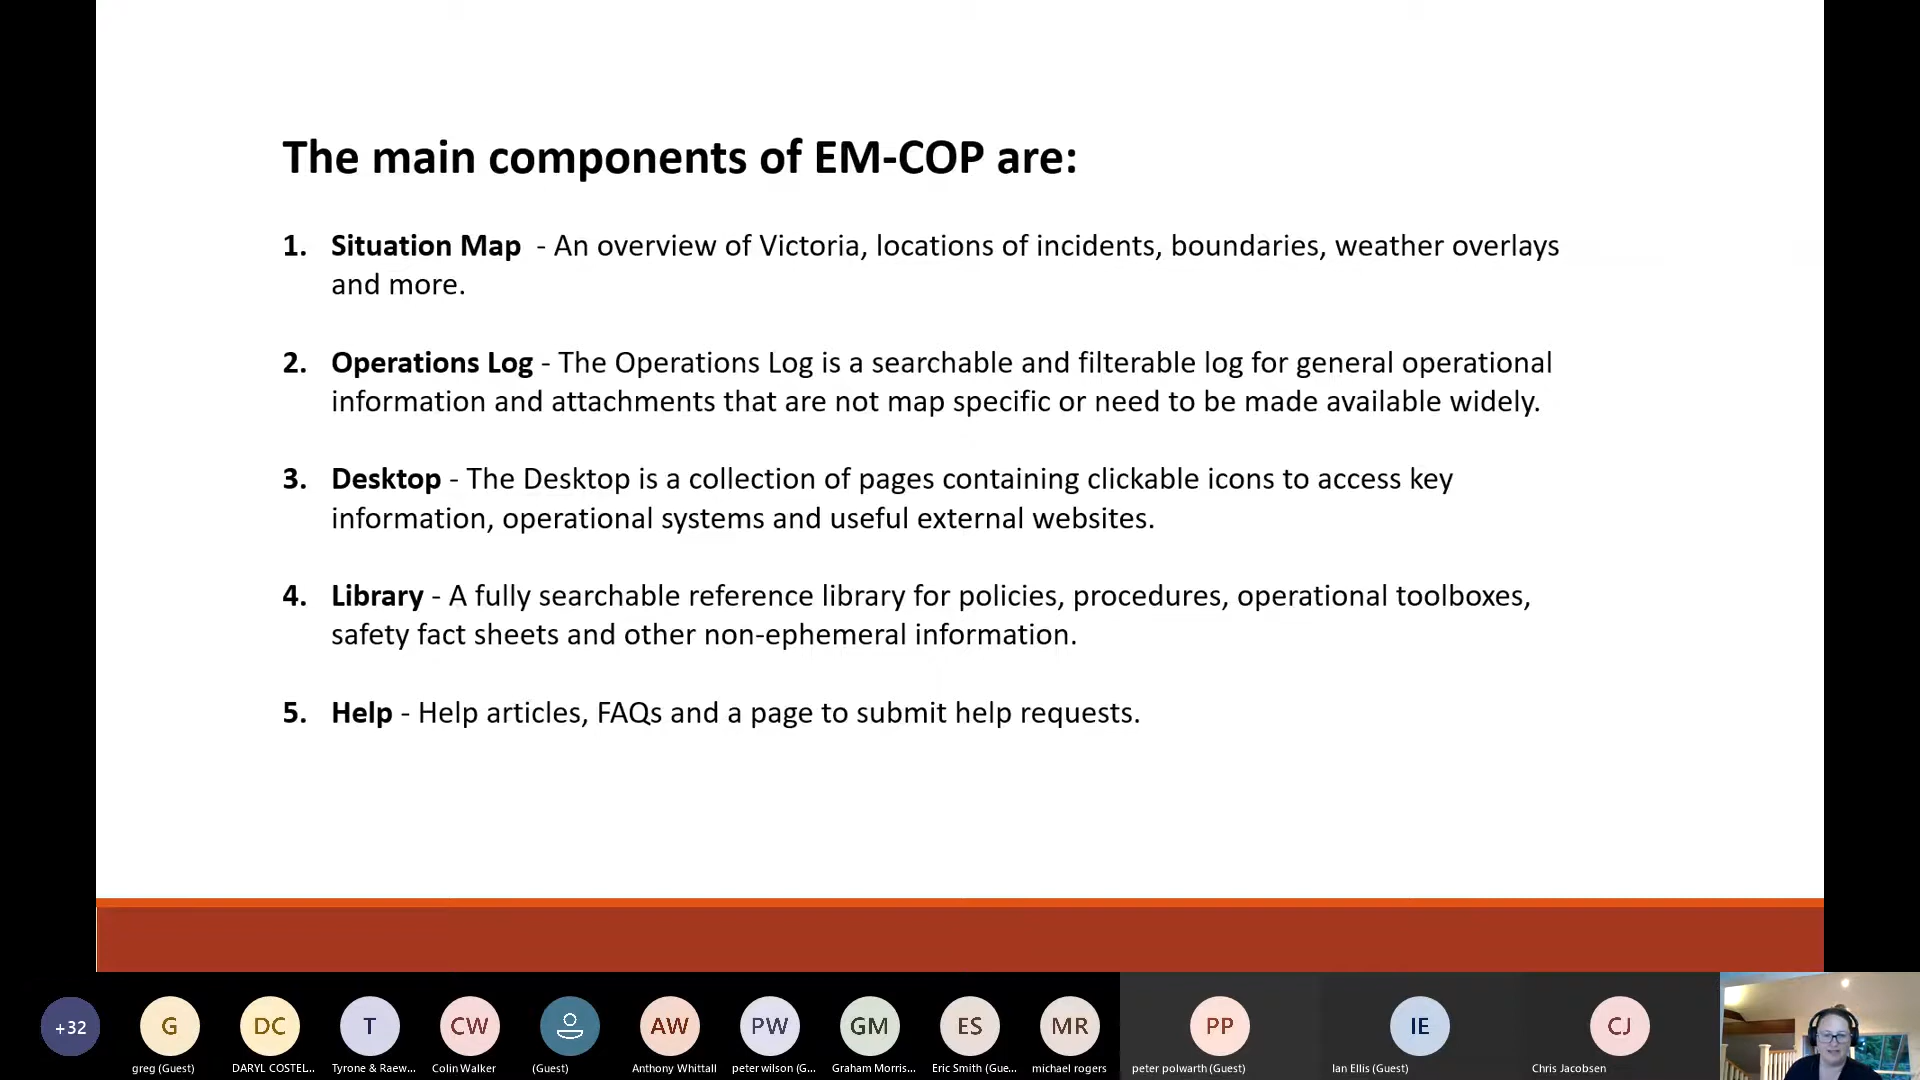 The main components of EM-COP are:
1. Situation Map - An overview of Victoria, locations of incidents, boundaries, weather overlays
and more.
2. Operations Log - The Operations Log is a searchable and filterable log for general operational
information and attachments that are not map specific or need to be made available widely.
3. Desktop - The Desktop is a collection of pages containing clickable icons to access key
information, operational systems and useful external websites.
4. Library - A fully searchable reference library for policies, procedures, operational toolboxes,
safety fact sheets and other non-ephemeral information.
5. Help - Help articles, FAQs and a page to submit help requests.
+32 G DC T CW AW PW GM ES MR PP IE CJ
greg (Guest) DARYL COSTEL... Tyrone & Raew... Colin Walker (Guest) Anthony Whittall peter wilson (G... Graham Morris... Eric Smith (Gue... michael rogers peter polwarth (Guest) Ian Ellis (Guest) Chris Jacobsen